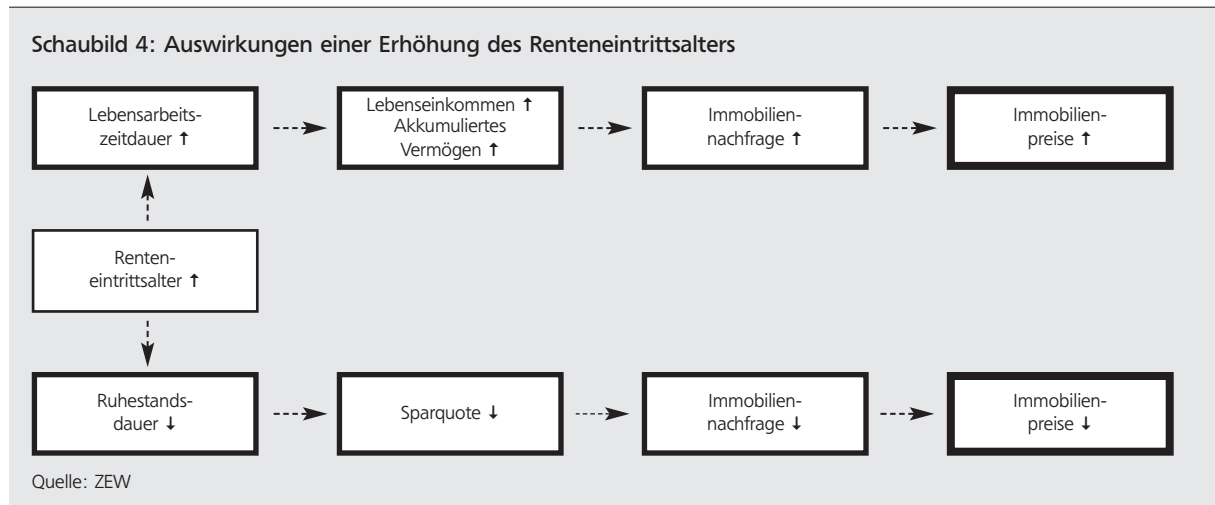 Schaubild 4: Auswirkungen einer Erhöhung des Renteneintrittsalters
Lebensarbeits-
zeitdauer ↑
Lebenseinkommen ↑
Akkumuliertes
Vermögen ↑
Immobilien-
nachfrage ↑
Immobilien-
preise ↑
Renten-
eintrittsalter ↑
Ruhestands-
dauer ↓
Sparquote ↓
Immobilien-
nachfrage ↓
Immobilien-
preise ↓
Quelle: ZEW